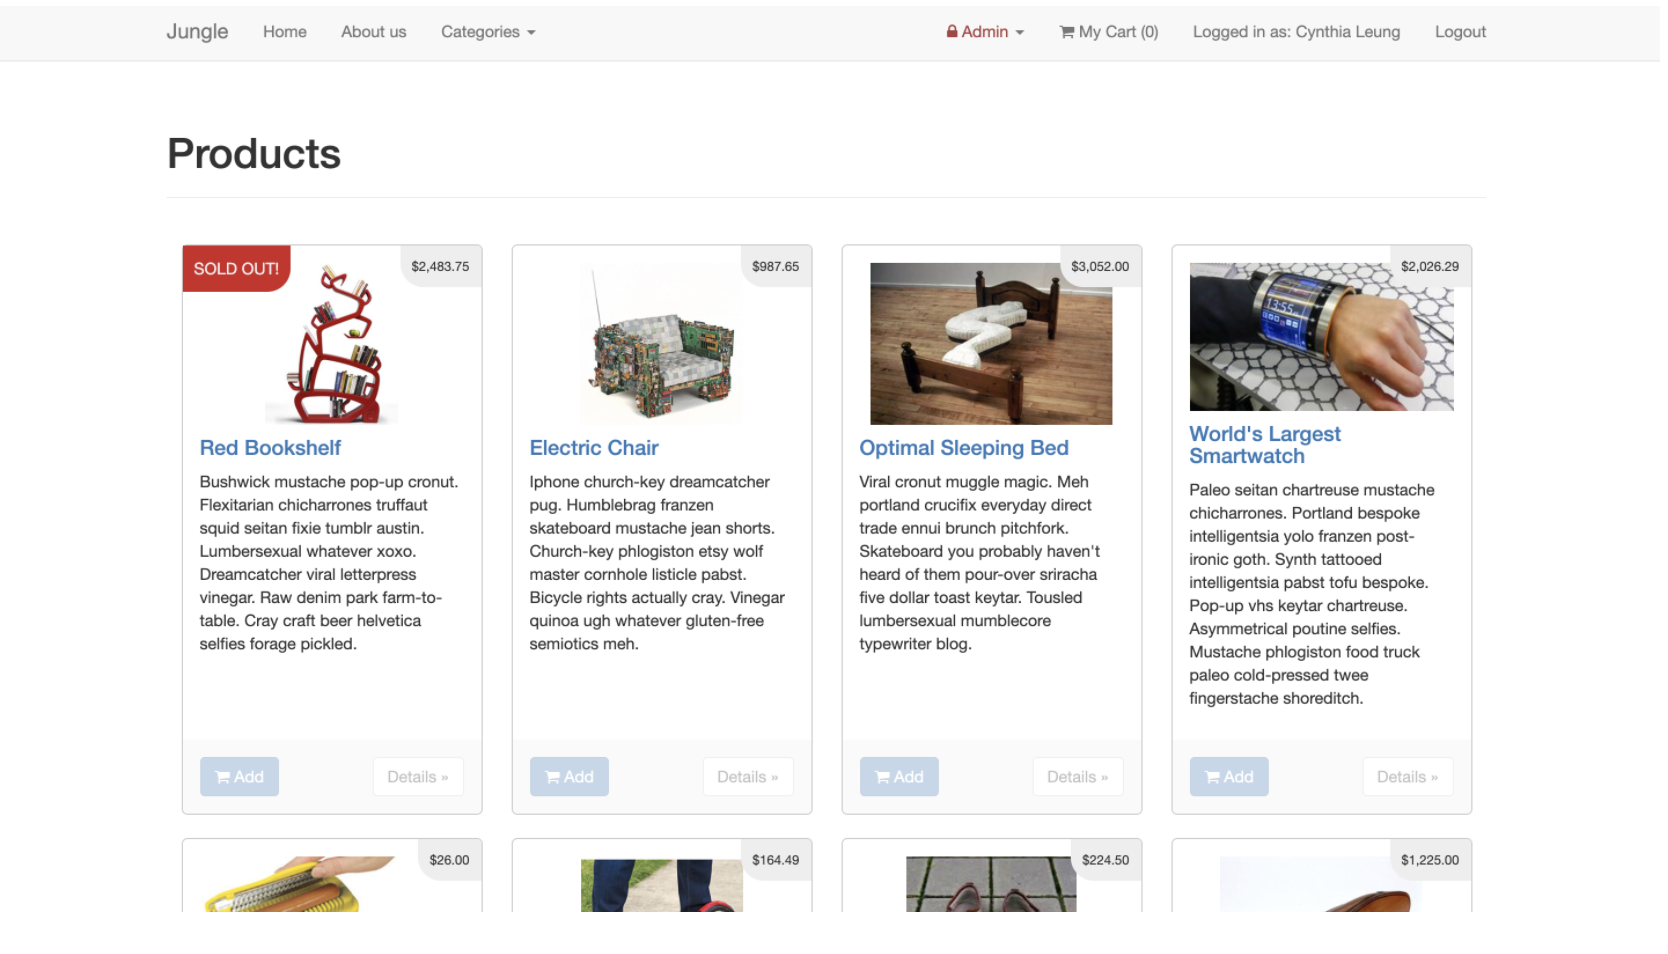 Jungle Home About us Categories Admin My Cart (0) Logged in as: Cynthia Leung Logout
Products
SOLD OUT!
$2,483.75
Red Bookshelf
Bushwick mustache pop-up cronut.
Flexitarian chicharrones truffaut
squid seitan fixie tumblr austin.
Lumbersexual whatever xoxo.
Dreamcatcher viral letterpress
vinegar. Raw denim park farm-to-
table. Cray craft beer helvetica
selfies forage pickled.
Add Details »
$987.65
Electric Chair
Iphone church-key dreamcatcher
pug. Humblebrag franzen
skateboard mustache jean shorts.
Church-key phlogiston etsy wolf
master cornhole listicle pabst.
Bicycle rights actually cray. Vinegar
quinoa ugh whatever gluten-free
semiotics meh.
Add Details »
$3,052.00
Optimal Sleeping Bed
Viral cronut muggle magic. Meh
portland crucifix everyday direct
trade ennui brunch pitchfork.
Skateboard you probably haven't
heard of them pour-over sriracha
five dollar toast keytar. Tousled
lumbersexual mumblecore
typewriter blog.
Add Details »
$2,026.29
13:55
World's Largest
Smartwatch
Paleo seitan chartreuse mustache
chicharrones. Portland bespoke
intelligentsia yolo franzen post-
ironic goth. Synth tattooed
intelligentsia pabst tofu bespoke.
Pop-up vhs keytar chartreuse.
Asymmetrical poutine selfies.
Mustache phlogiston food truck
paleo cold-pressed twee
fingerstache shoreditch.
Add Details »
$26.00
$164.49
$224.50
$1,225.00